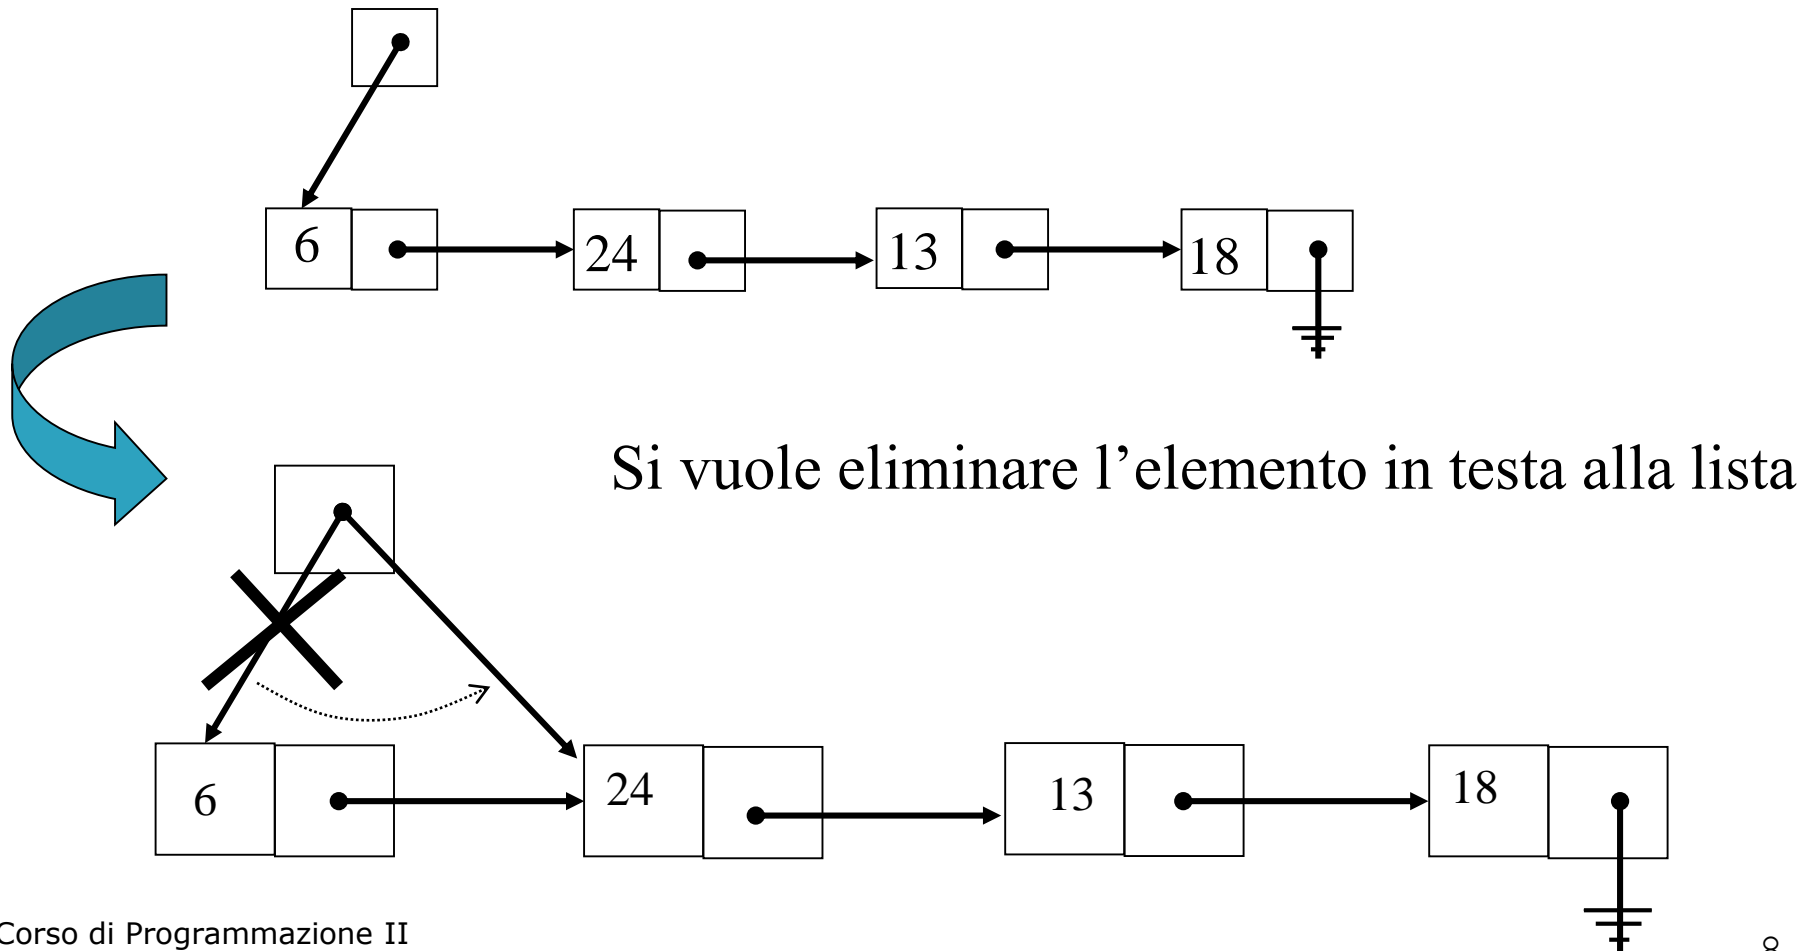 6 24 13 18
Si vuole eliminare l’elemento in testa alla lista
6 24 13 18
Corso di Programmazione II